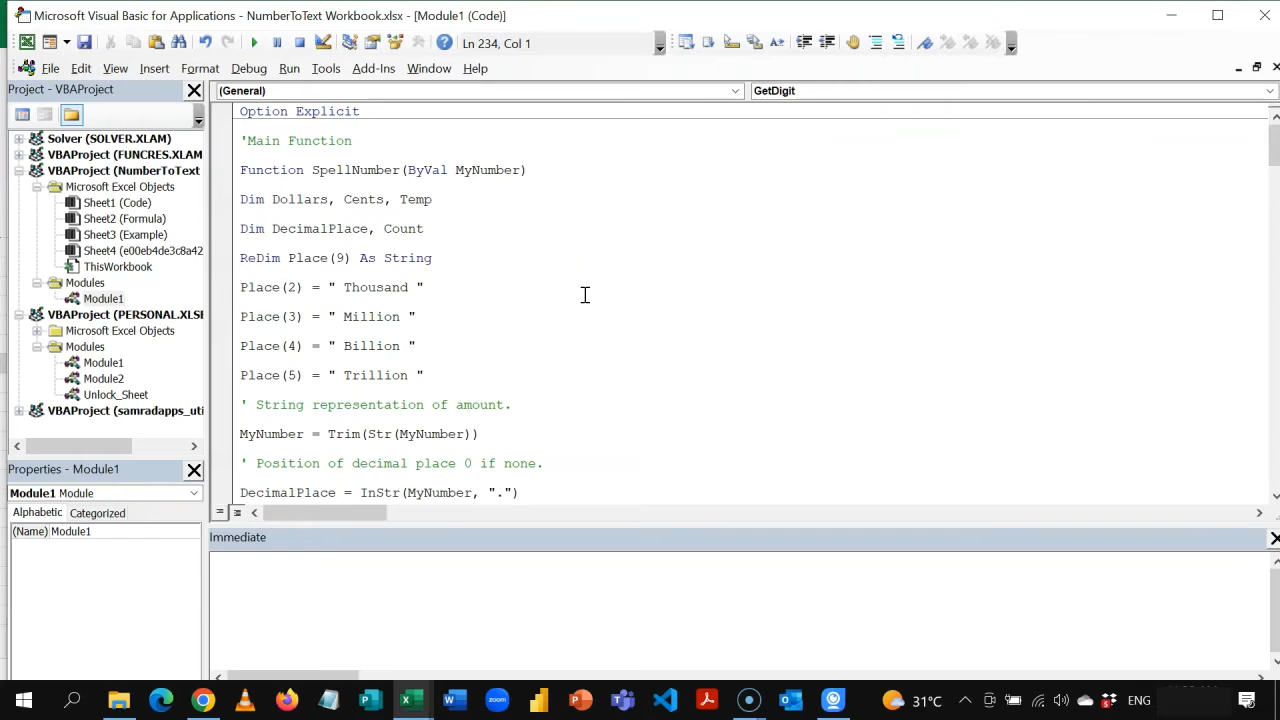 Microsoft Visual Basic for Applications - NumberToText Workbook.xlsx - [Module1 (Code)]
Ln 234, Col 1
File Edit View Insert Format Debug Run Tools Add-Ins Window Help
Project - VBAProject
Solver (SOLVER.XLAM)
VBAProject (FUNCRES.XLAM
VBAProject (NumberToText
Microsoft Excel Objects
Sheet1 (Code)
Sheet2 (Formula)
Sheet3 (Example)
Sheet4 (e00eb4de3c8a42
ThisWorkbook
Modules
Module1
VBAProject (PERSONAL.XLSE
Microsoft Excel Objects
Modules
Module1
Module2
Unlock_Sheet
VBAProject (samradapps_uti
Properties - Module1
Module1 Module
Alphabetic Categorized
(Name) Module1
(General) GetDigit
Option Explicit
'Main Function
Function SpellNumber(ByVal MyNumber)
Dim Dollars, Cents, Temp
Dim DecimalPlace, Count
ReDim Place(9) As String
Place(2) = " Thousand "
Place(3) = " Million "
Place(4) = " Billion "
Place(5) = " Trillion "
' String representation of amount.
MyNumber = Trim(Str(MyNumber))
' Position of decimal place 0 if none.
DecimalPlace = InStr(MyNumber, ".")
Immediate
31°C ENG